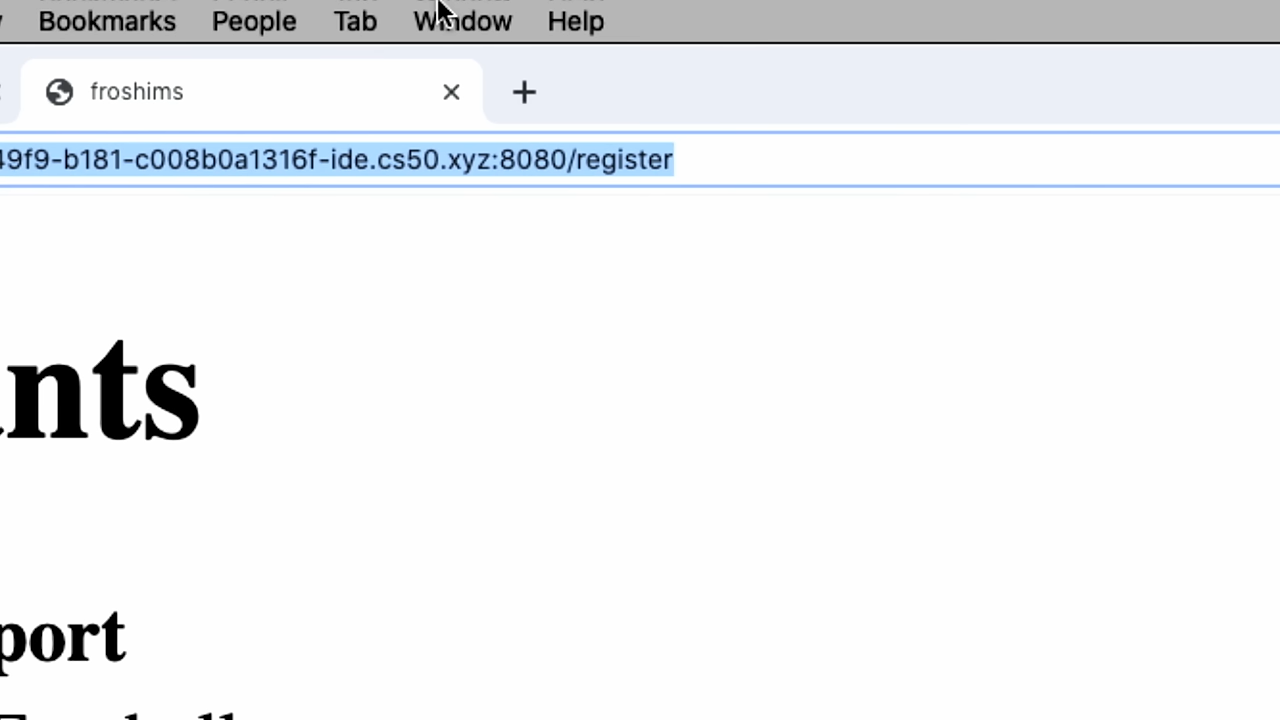 Bookmarks People Tab Window Help
froshims
49f9-b181-c008b0a1316f-ide.cs50.xyz:8080/register
nts
port